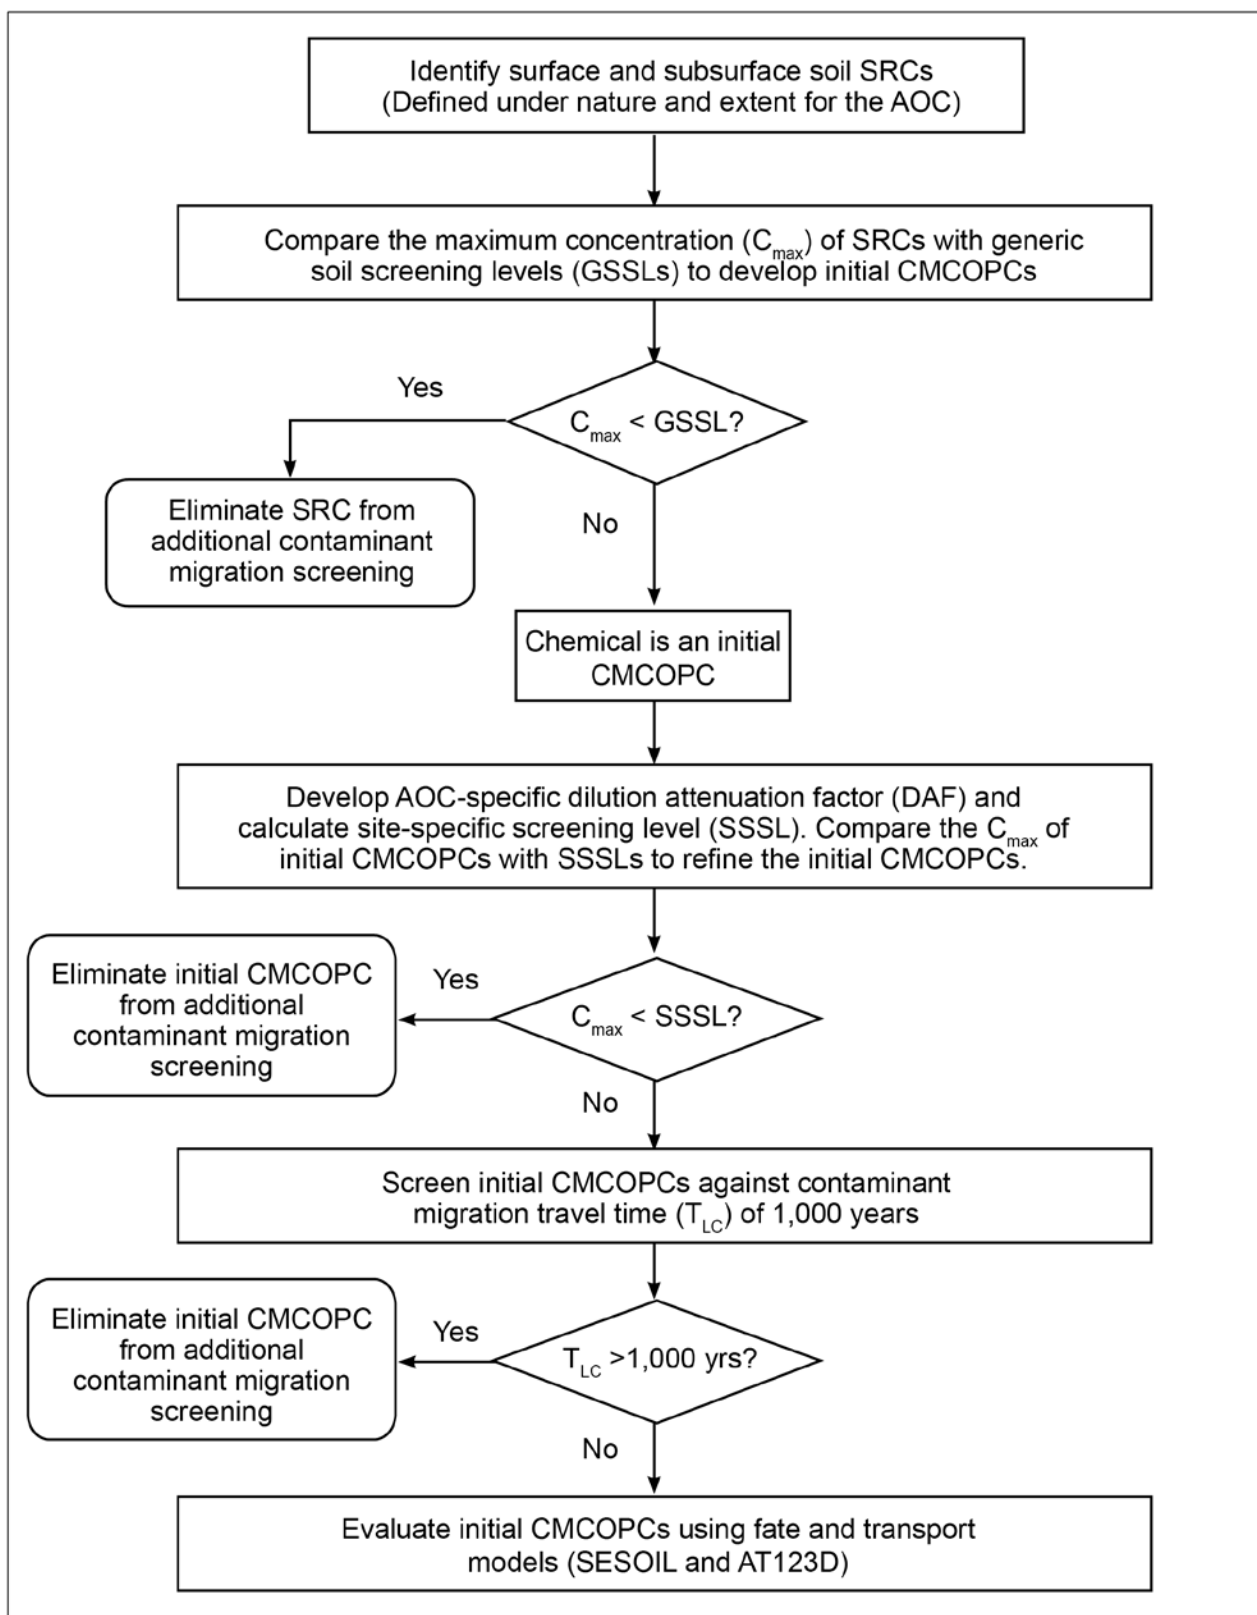 Identify surface and subsurface soil SRCs
(Defined under nature and extent for the AOC)
Compare the maximum concentration (Cmax) of SRCs with generic
soil screening levels (GSSLs) to develop initial CMCOPCs
Yes
Cmax < GSSL?
Eliminate SRC from
additional contaminant
migration screening
No
Chemical is an initial
CMCOPC
Develop AOC-specific dilution attenuation factor (DAF) and
calculate site-specific screening level (SSSL). Compare the Cmax of
initial CMCOPCs with SSSLs to refine the initial CMCOPCs.
Eliminate initial CMCOPC
from additional
contaminant migration
screening
Yes
Cmax < SSSL?
No
Screen initial CMCOPCs against contaminant
migration travel time (TLC) of 1,000 years
Eliminate initial CMCOPC
from additional
contaminant migration
screening
Yes
TLC >1,000 yrs?
No
Evaluate initial CMCOPCs using fate and transport
models (SESOIL and AT123D)